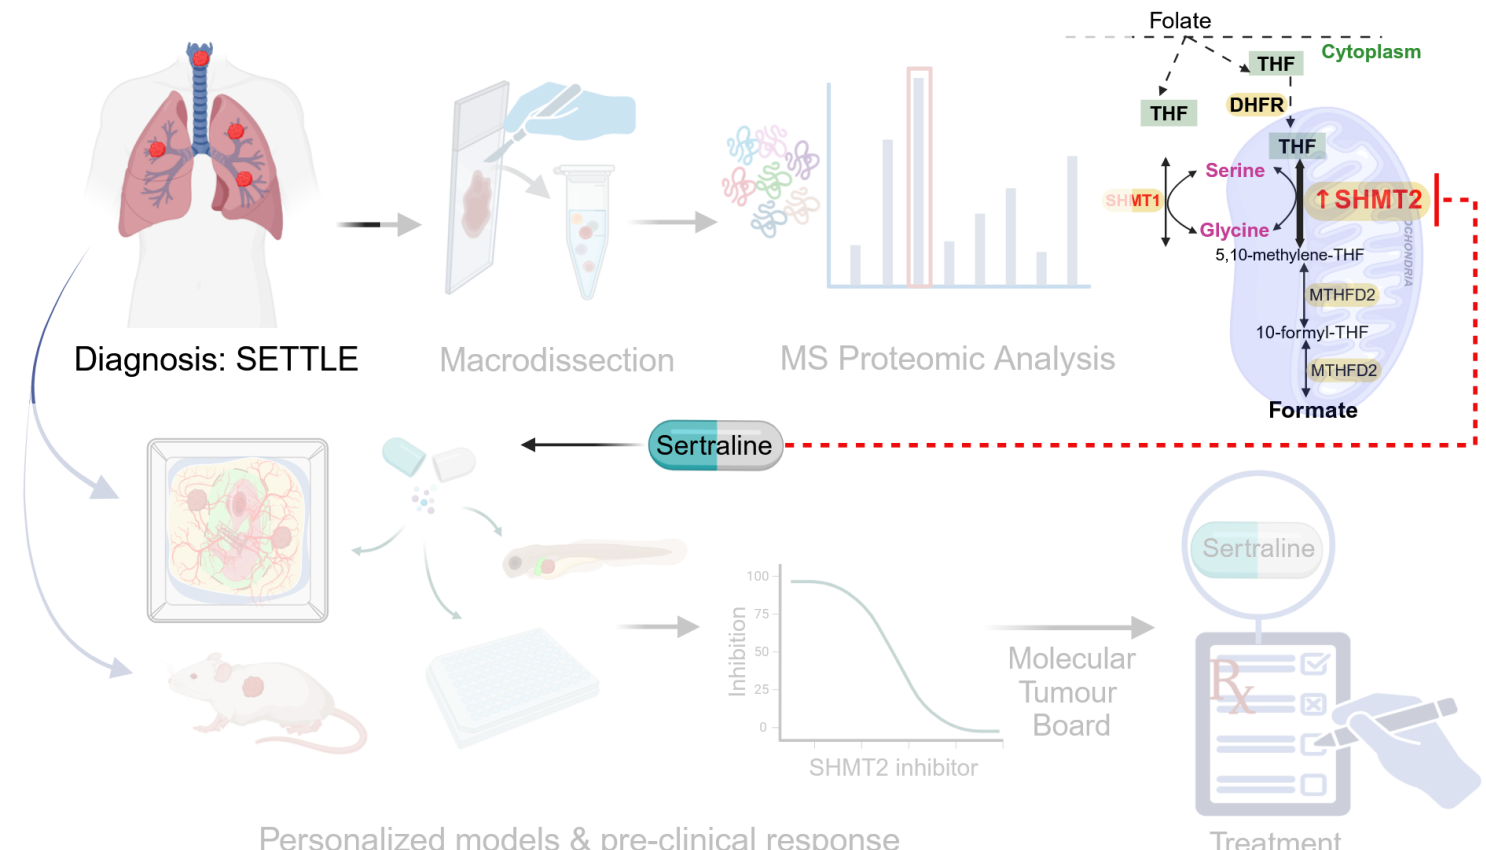 Folate
Cytoplasm
THF
THF
DHFR
THF
Serine
SHMT1
↑SHMT2
Glycine
5,10-methylene-THF
MTHFD2
10-formyl-THF
MTHFD2
Formate
Diagnosis: SETTLE
Macrodissection
MS Proteomic Analysis
Sertraline
Sertraline
100
75
50
25
0
Inhibition
SHMT2 inhibitor
Molecular
Tumour
Board
Rx
Personalized models & pre-clinical response
Treatment